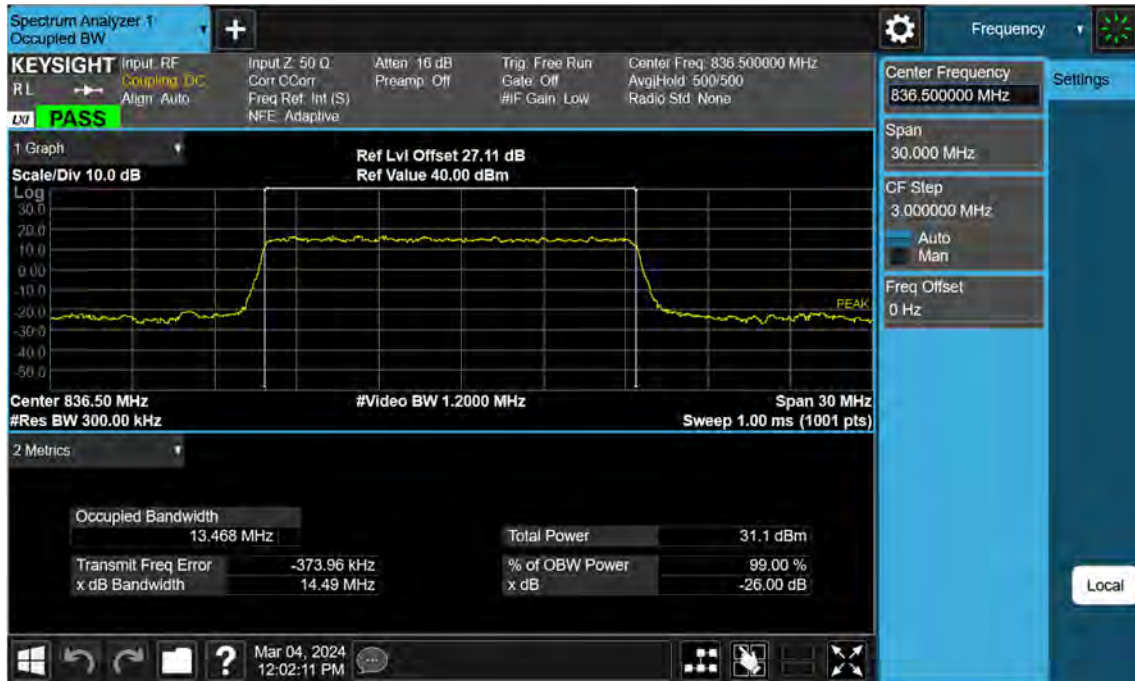 Spectrum Analyzer 1
Occupied BW
+
Frequency
KEYSIGHT
RL
LXI
PASS
Input: RF
Coupling: DC
Align: Auto
Input Z: 50 Ω
Corr CCorr
Freq Ref: Int (S)
NFE: Adaptive
Atten: 16 dB
Preamp: Off
Trig: Free Run
Gate: Off
#IF Gain: Low
Center Freq: 836.500000 MHz
Avg|Hold: 500/500
Radio Std: None
Center Frequency
836.500000 MHz
Settings
Span
30.000 MHz
CF Step
3.000000 MHz
Auto
Man
Freq Offset
0 Hz
Local
1 Graph
Scale/Div 10.0 dB
Ref Lvl Offset 27.11 dB
Ref Value 40.00 dBm
Log
30.0
20.0
10.0
0.00
-10.0
-20.0
-30.0
-40.0
-50.0
PEAK
Center 836.50 MHz
#Video BW 1.2000 MHz
Span 30 MHz
#Res BW 300.00 kHz
Sweep 1.00 ms (1001 pts)
2 Metrics
Occupied Bandwidth
13.468 MHz
Total Power 31.1 dBm
Transmit Freq Error -373.96 kHz
% of OBW Power 99.00 %
x dB Bandwidth 14.49 MHz
x dB -26.00 dB
?
Mar 04, 2024
12:02:11 PM